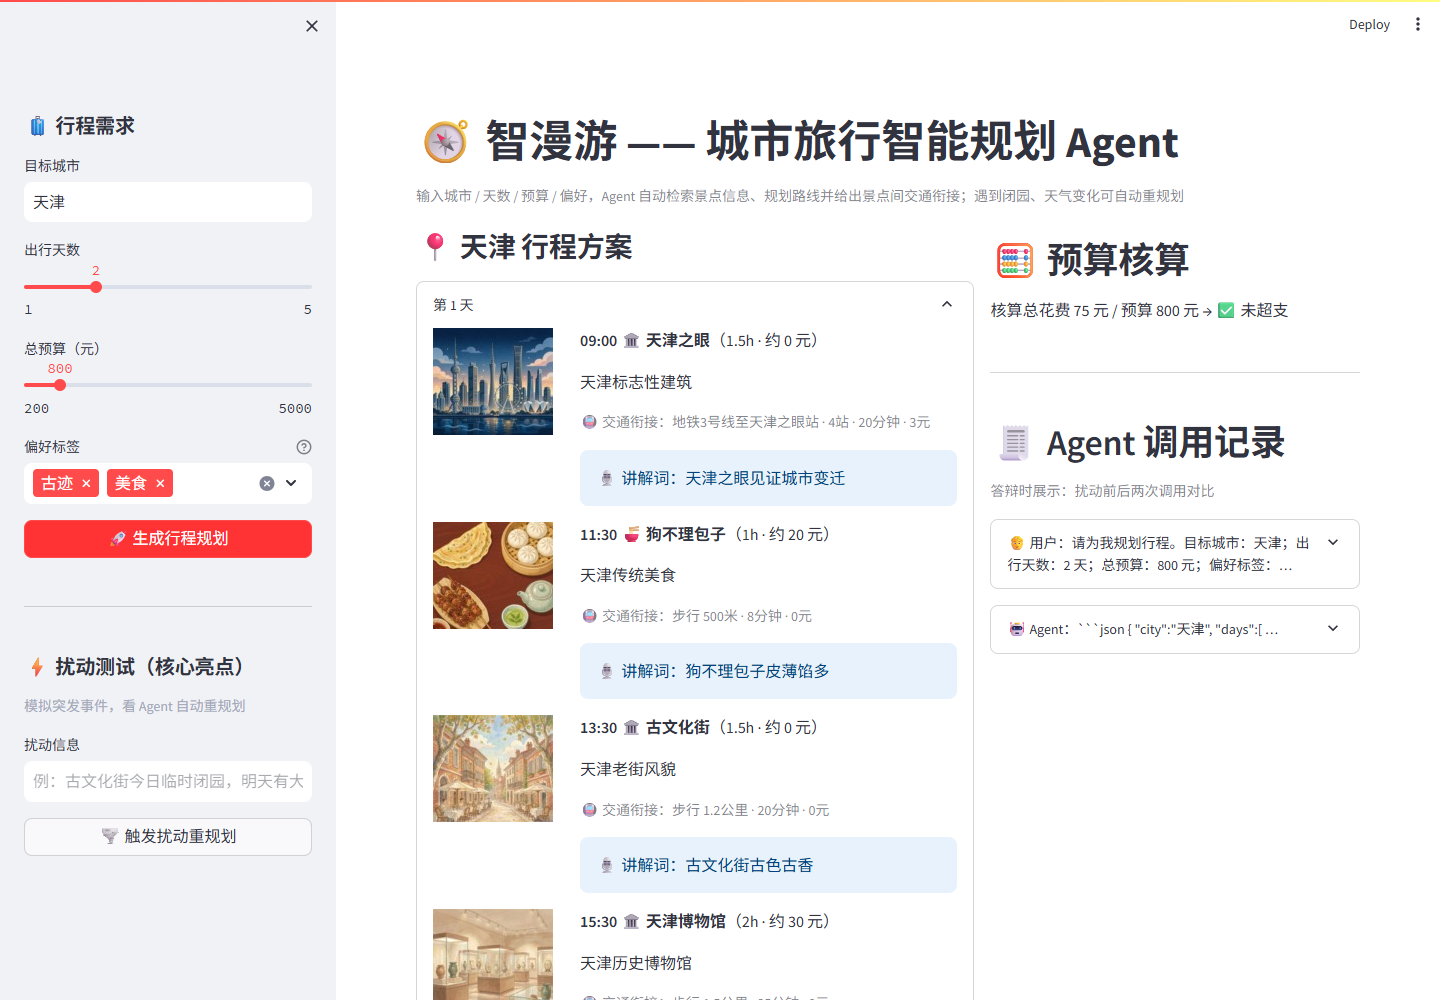 行程需求
目标城市
天津
出行天数
2
1 5
总预算（元）
800
200 5000
偏好标签
古迹 × 美食 ×
生成行程规划
扰动测试（核心亮点）
模拟突发事件，看 Agent 自动重规划
扰动信息
例：古文化街今日临时闭园，明天有大
触发扰动重规划
Deploy
智漫游 —— 城市旅行智能规划 Agent
输入城市 / 天数 / 预算 / 偏好，Agent 自动检索景点信息、规划路线并给出景点间交通衔接；遇到闭园、天气变化可自动重规划
天津 行程方案
第 1 天
09:00 天津之眼（1.5h · 约 0 元）
天津标志性建筑
交通衔接：地铁3号线至天津之眼站 · 4站 · 20分钟 · 3元
讲解词：天津之眼见证城市变迁
11:30 狗不理包子（1h · 约 20 元）
天津传统美食
交通衔接：步行 500米 · 8分钟 · 0元
讲解词：狗不理包子皮薄馅多
13:30 古文化街（1.5h · 约 0 元）
天津老街风貌
交通衔接：步行 1.2公里 · 20分钟 · 0元
讲解词：古文化街古色古香
15:30 天津博物馆（2h · 约 30 元）
天津历史博物馆
预算核算
核算总花费 75 元 / 预算 800 元 → 未超支
Agent 调用记录
答辩时展示：扰动前后两次调用对比
用户：请为我规划行程。目标城市：天津；出
行天数：2 天；总预算：800 元；偏好标签：…
Agent：```json { "city":"天津", "days":[ …